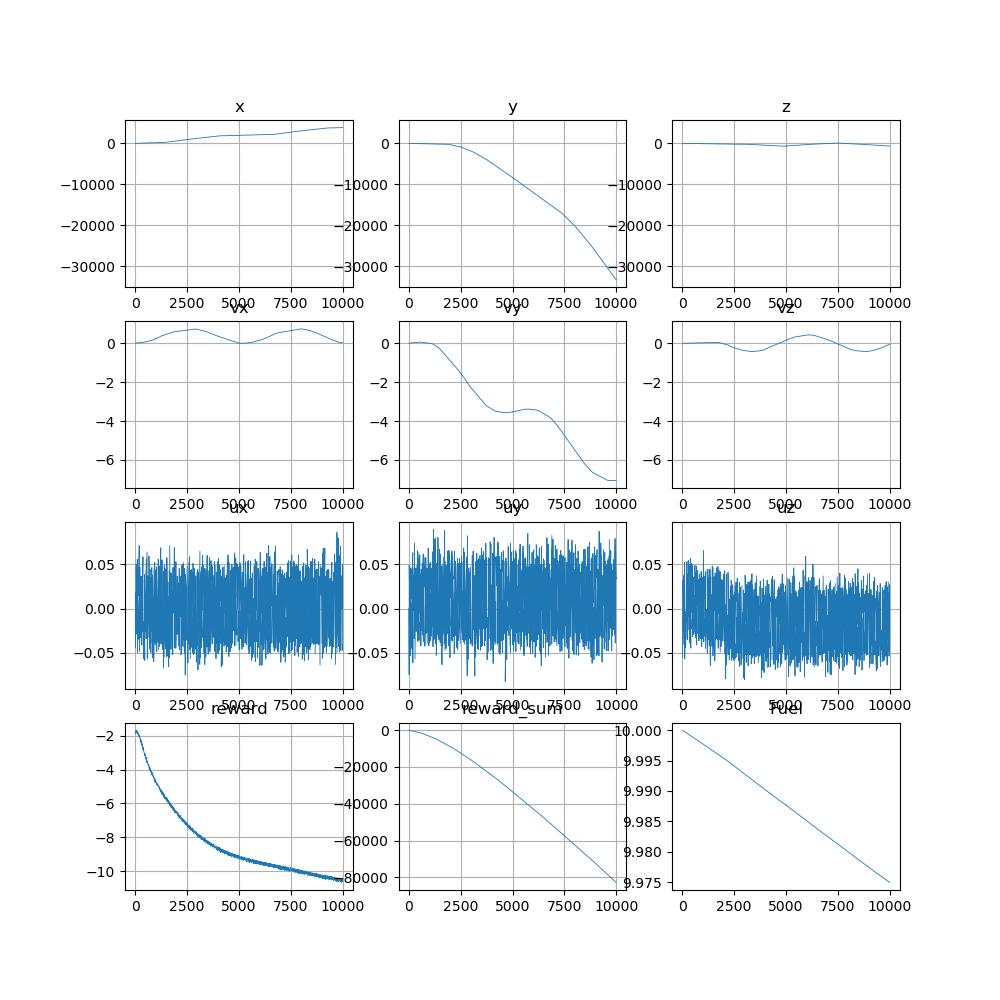 x y z
0 0 0
−10000 −10000 −10000
−20000 −20000 −20000
−30000 −30000 −30000
0 2500 5000 7500 10000 0 2500 5000 7500 10000 0 2500 5000 7500 10000
vx vy vz
0 0 0
−2 −2 −2
−4 −4 −4
−6 −6 −6
0 2500 5000 7500 10000 0 2500 5000 7500 10000 0 2500 5000 7500 10000
ux uy uz
0.05 0.05 0.05
0.00 0.00 0.00
−0.05 −0.05 −0.05
0 2500 5000 7500 10000 0 2500 5000 7500 10000 0 2500 5000 7500 10000
reward reward_sum Fuel
−2 0 10.000
−4 −20000 9.995
−6 −40000 9.990
−8 −60000 9.985
−10 −80000 9.980
9.975
0 2500 5000 7500 10000 0 2500 5000 7500 10000 0 2500 5000 7500 10000